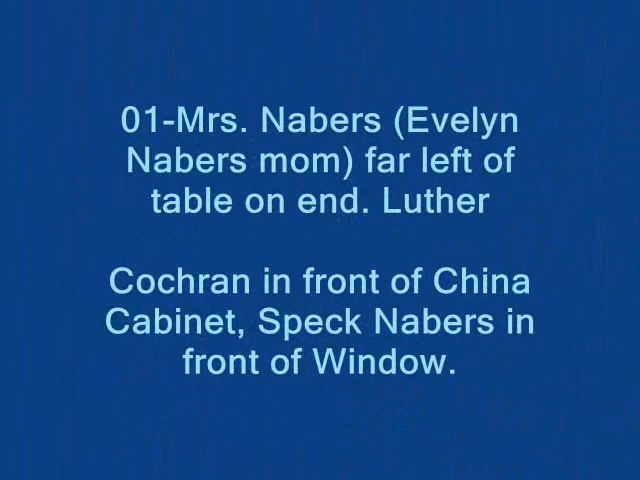 01-Mrs. Nabers (Evelyn
Nabers mom) far left of
table on end. Luther
Cochran in front of China
Cabinet, Speck Nabers in
front of Window.